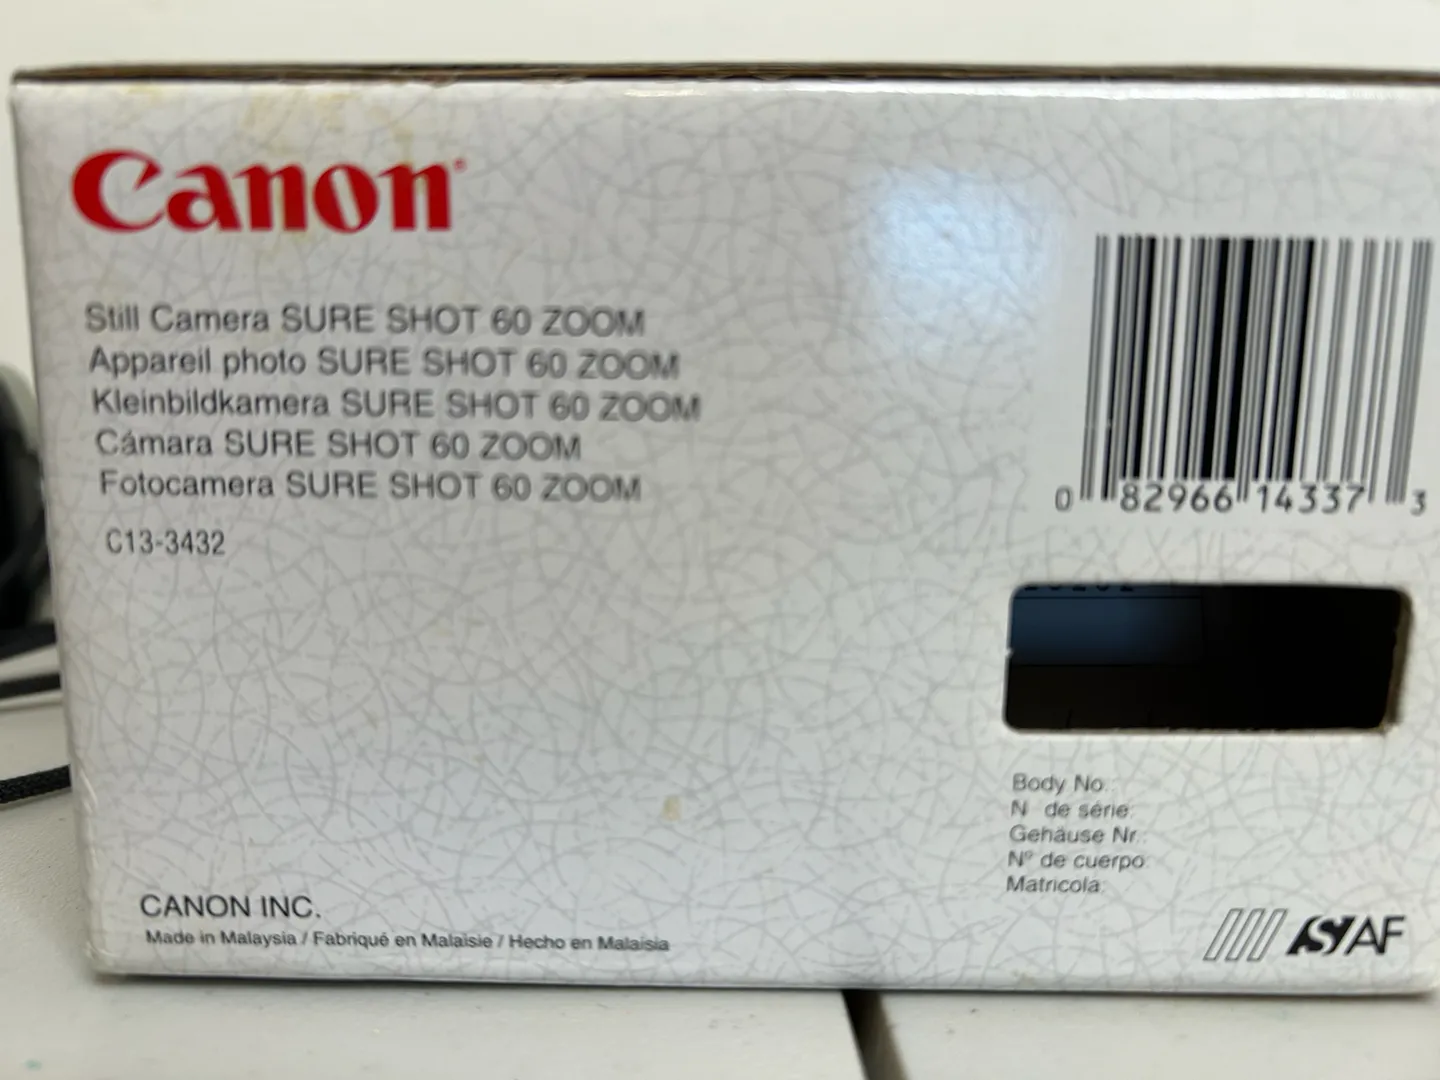 Canon
Still Camera SURE SHOT 60 ZOOM
Appareil photo SURE SHOT 60 ZOOM
Kleinbildkamera SURE SHOT 60 ZOOM
Cámara SURE SHOT 60 ZOOM
Fotocamera SURE SHOT 60 ZOOM
C13-3432
0 82966 14337 3
Body No.:
N° de série:
Gehäuse Nr.:
Nº de cuerpo:
Matricola:
CANON INC.
Made in Malaysia / Fabriqué en Malaisie / Hecho en Malaisia
AF